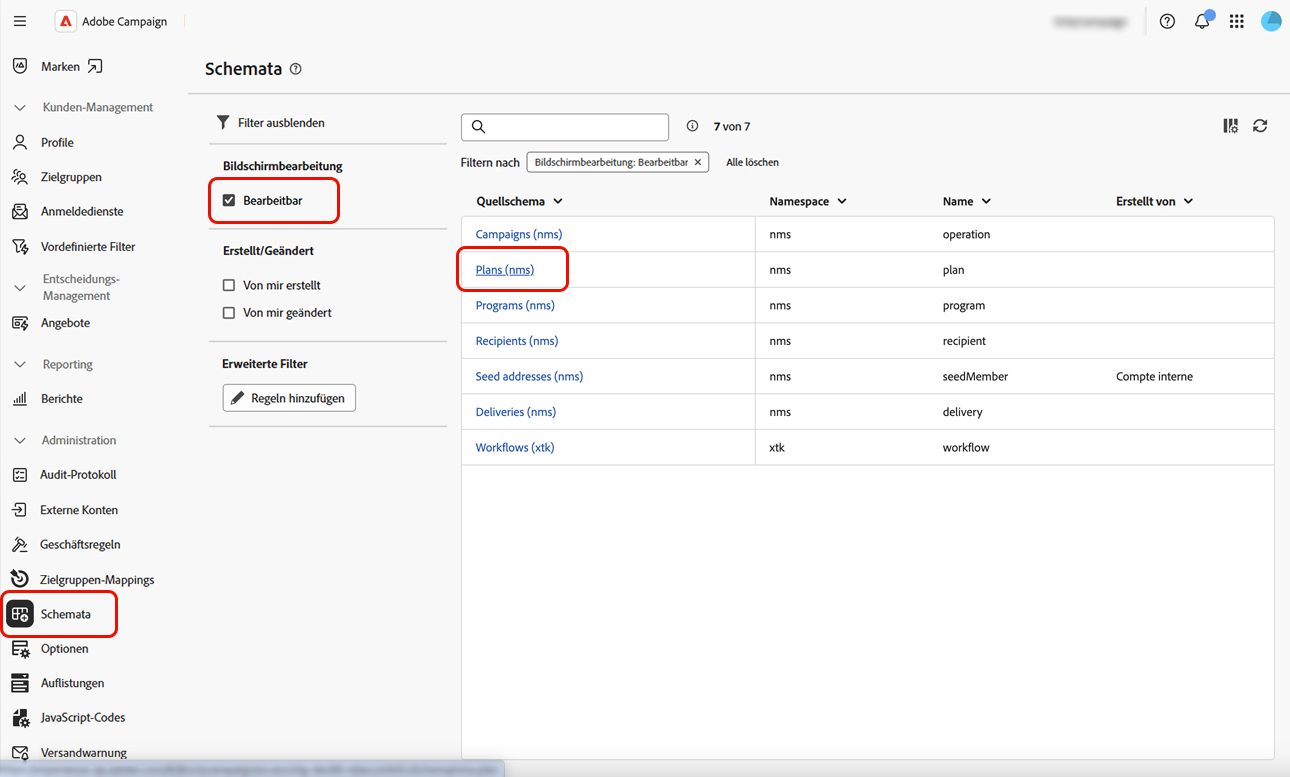 Adobe Campaign
Marken
Kunden-Management
Profile
Zielgruppen
Anmeldedienste
Vordefinierte Filter
Entscheidungs-
Management
Angebote
Reporting
Berichte
Administration
Audit-Protokoll
Externe Konten
Geschäftsregeln
Zielgruppen-Mappings
Schemata
Optionen
Auflistungen
JavaScript-Codes
Versandwarnung
Schemata
Filter ausblenden
Bildschirmbearbeitung
Bearbeitbar
Erstellt/Geändert
Von mir erstellt
Von mir geändert
Erweiterte Filter
Regeln hinzufügen
7 von 7
Filtern nach Bildschirmbearbeitung: Bearbeitbar Alle löschen
Quellschema Namespace Name Erstellt von
Campaigns (nms) nms operation
Plans (nms) nms plan
Programs (nms) nms program
Recipients (nms) nms recipient
Seed addresses (nms) nms seedMember Compte interne
Deliveries (nms) nms delivery
Workflows (xtk) xtk workflow